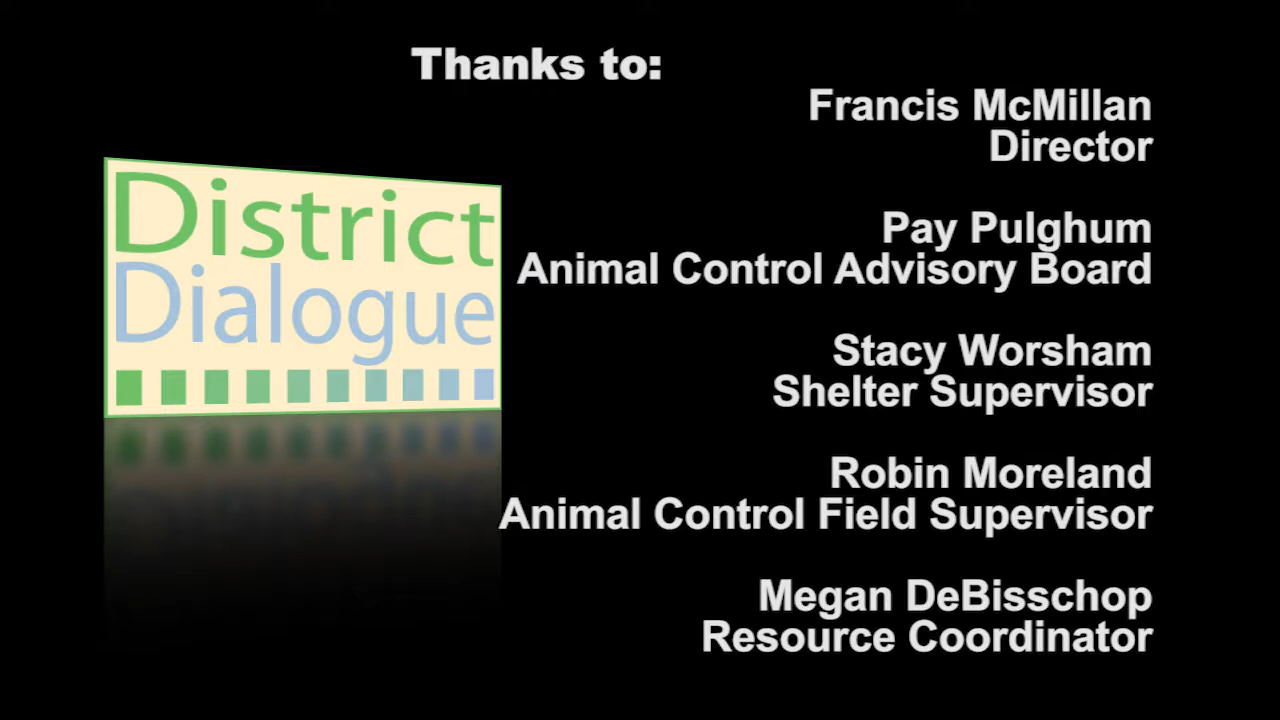 Thanks to:
Francis McMillan
Director
Pay Pulghum
Animal Control Advisory Board
Stacy Worsham
Shelter Supervisor
Robin Moreland
Animal Control Field Supervisor
Megan DeBisschop
Resource Coordinator
District
Dialogue